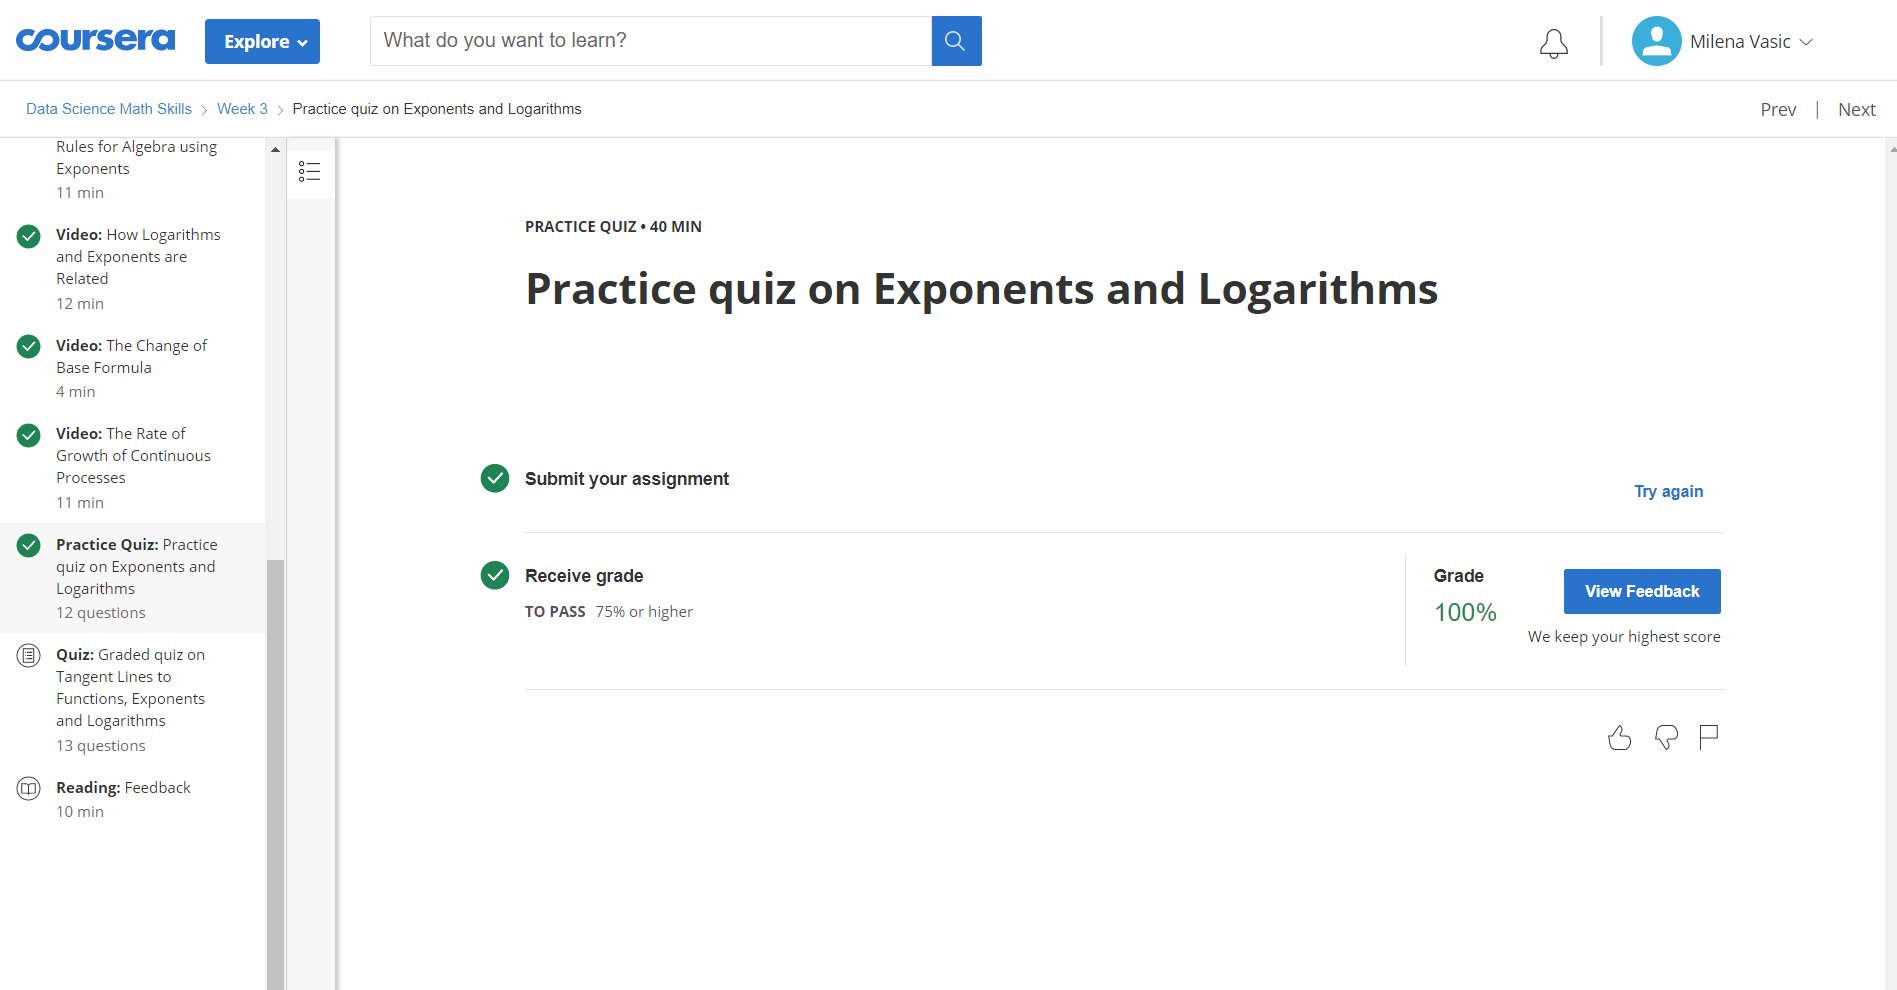 coursera
Explore
What do you want to learn?
Milena Vasic
Data Science Math Skills
Week 3
Practice quiz on Exponents and Logarithms
Prev
Next
Rules for Algebra using
Exponents
11 min
Video: How Logarithms
and Exponents are
Related
12 min
Video: The Change of
Base Formula
4 min
Video: The Rate of
Growth of Continuous
Processes
11 min
Practice Quiz: Practice
quiz on Exponents and
Logarithms
12 questions
Quiz: Graded quiz on
Tangent Lines to
Functions, Exponents
and Logarithms
13 questions
Reading: Feedback
10 min
PRACTICE QUIZ • 40 MIN
Practice quiz on Exponents and Logarithms
Submit your assignment
Try again
Receive grade
TO PASS 75% or higher
Grade
100%
View Feedback
We keep your highest score